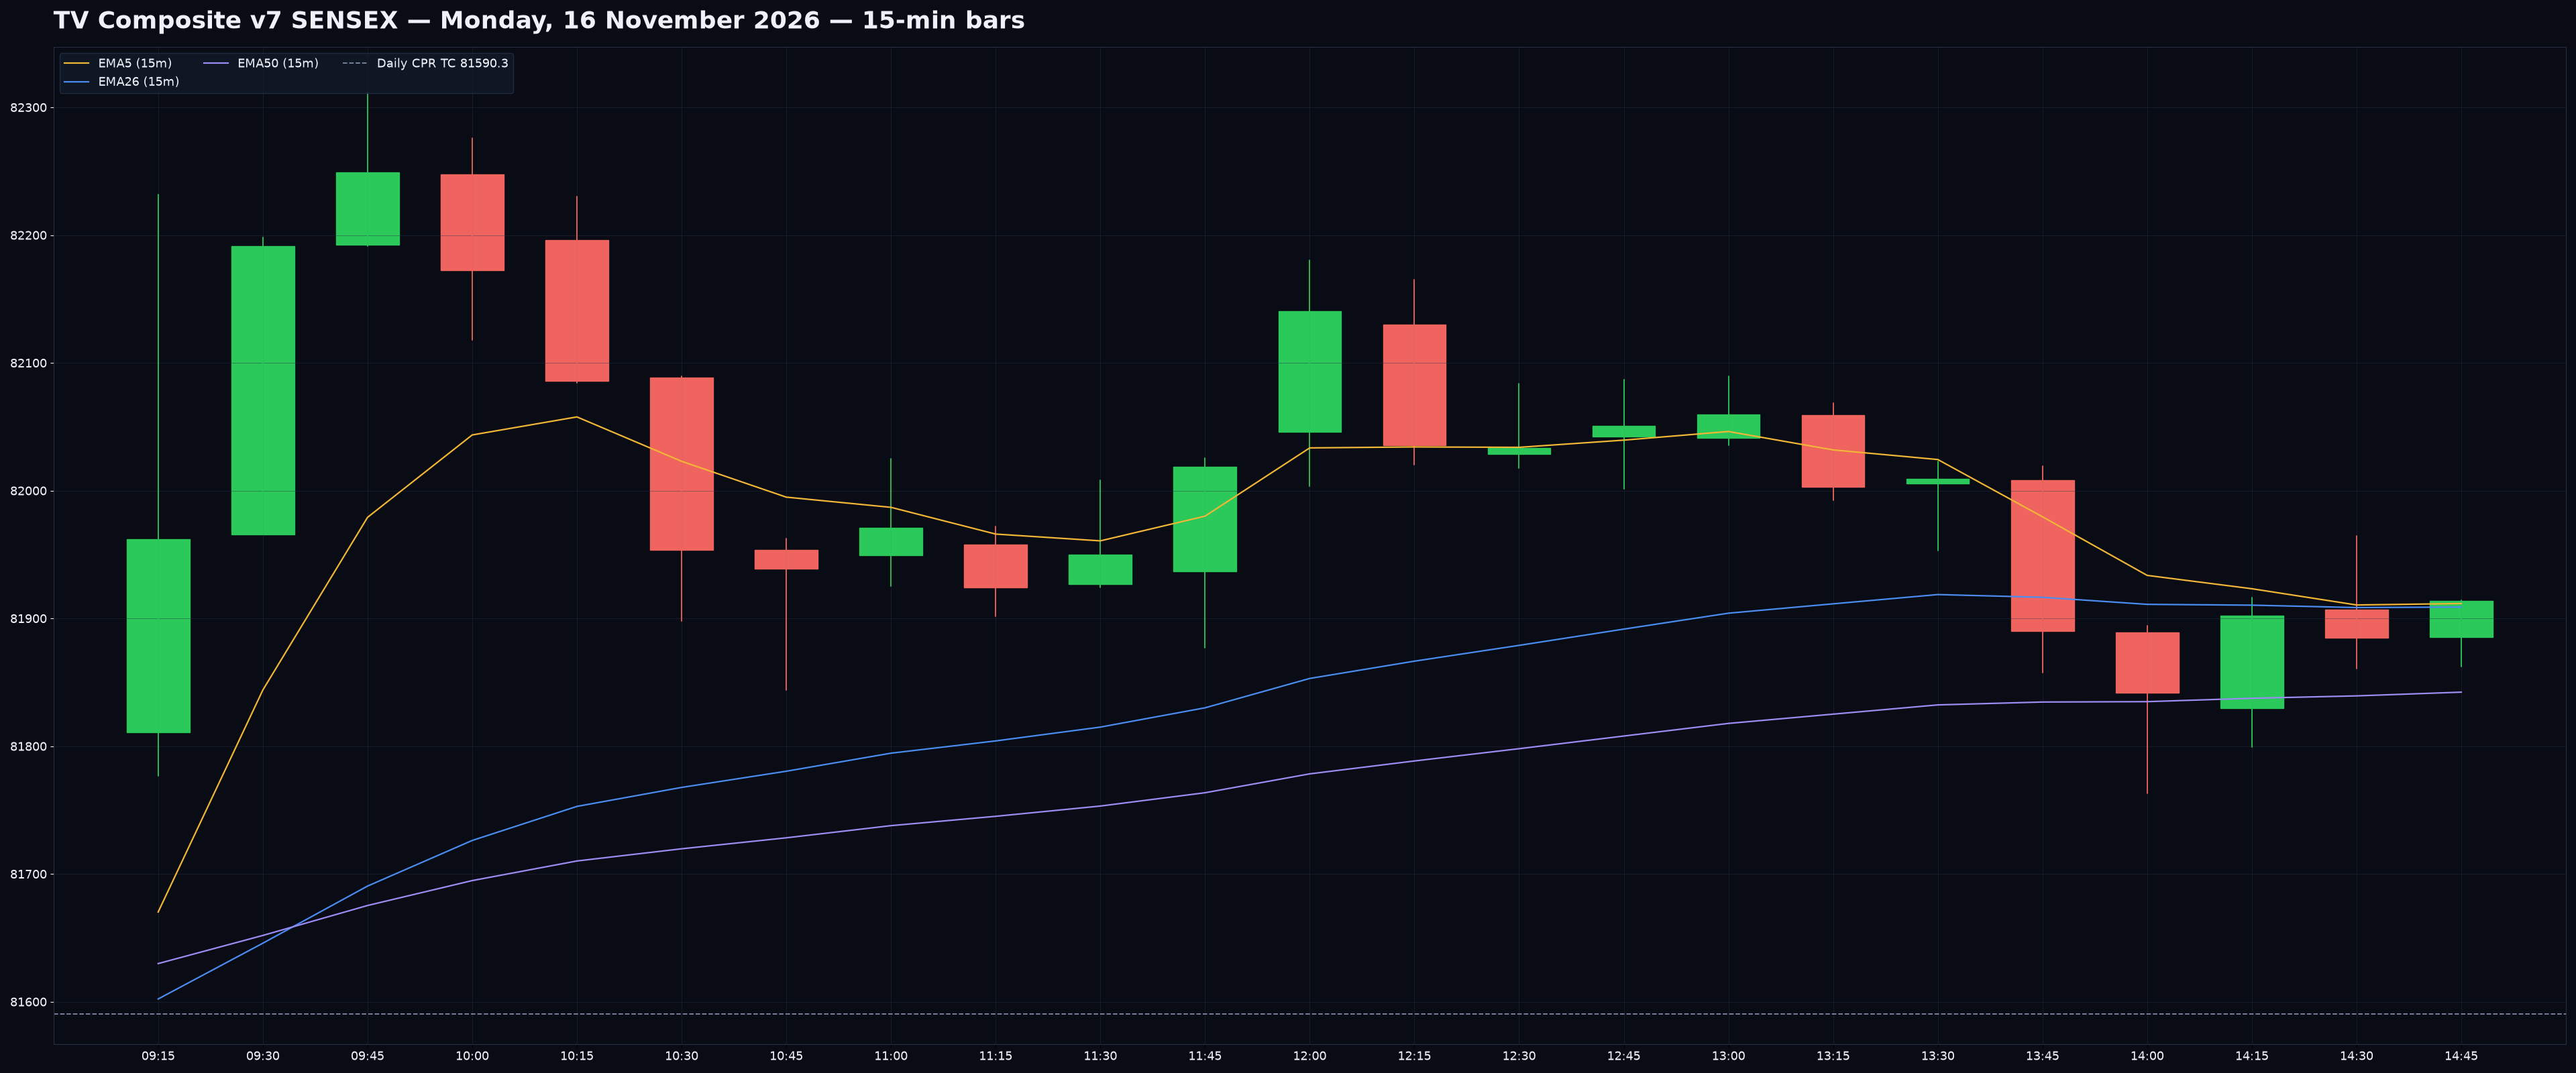 TV Composite v7 SENSEX — Monday, 16 November 2026 — 15-min bars
EMA5 (15m) EMA50 (15m) Daily CPR TC 81590.3
EMA26 (15m)
82300
82200
82100
82000
81900
81800
81700
81600
09:15 09:30 09:45 10:00 10:15 10:30 10:45 11:00 11:15 11:30 11:45 12:00 12:15 12:30 12:45 13:00 13:15 13:30 13:45 14:00 14:15 14:30 14:45